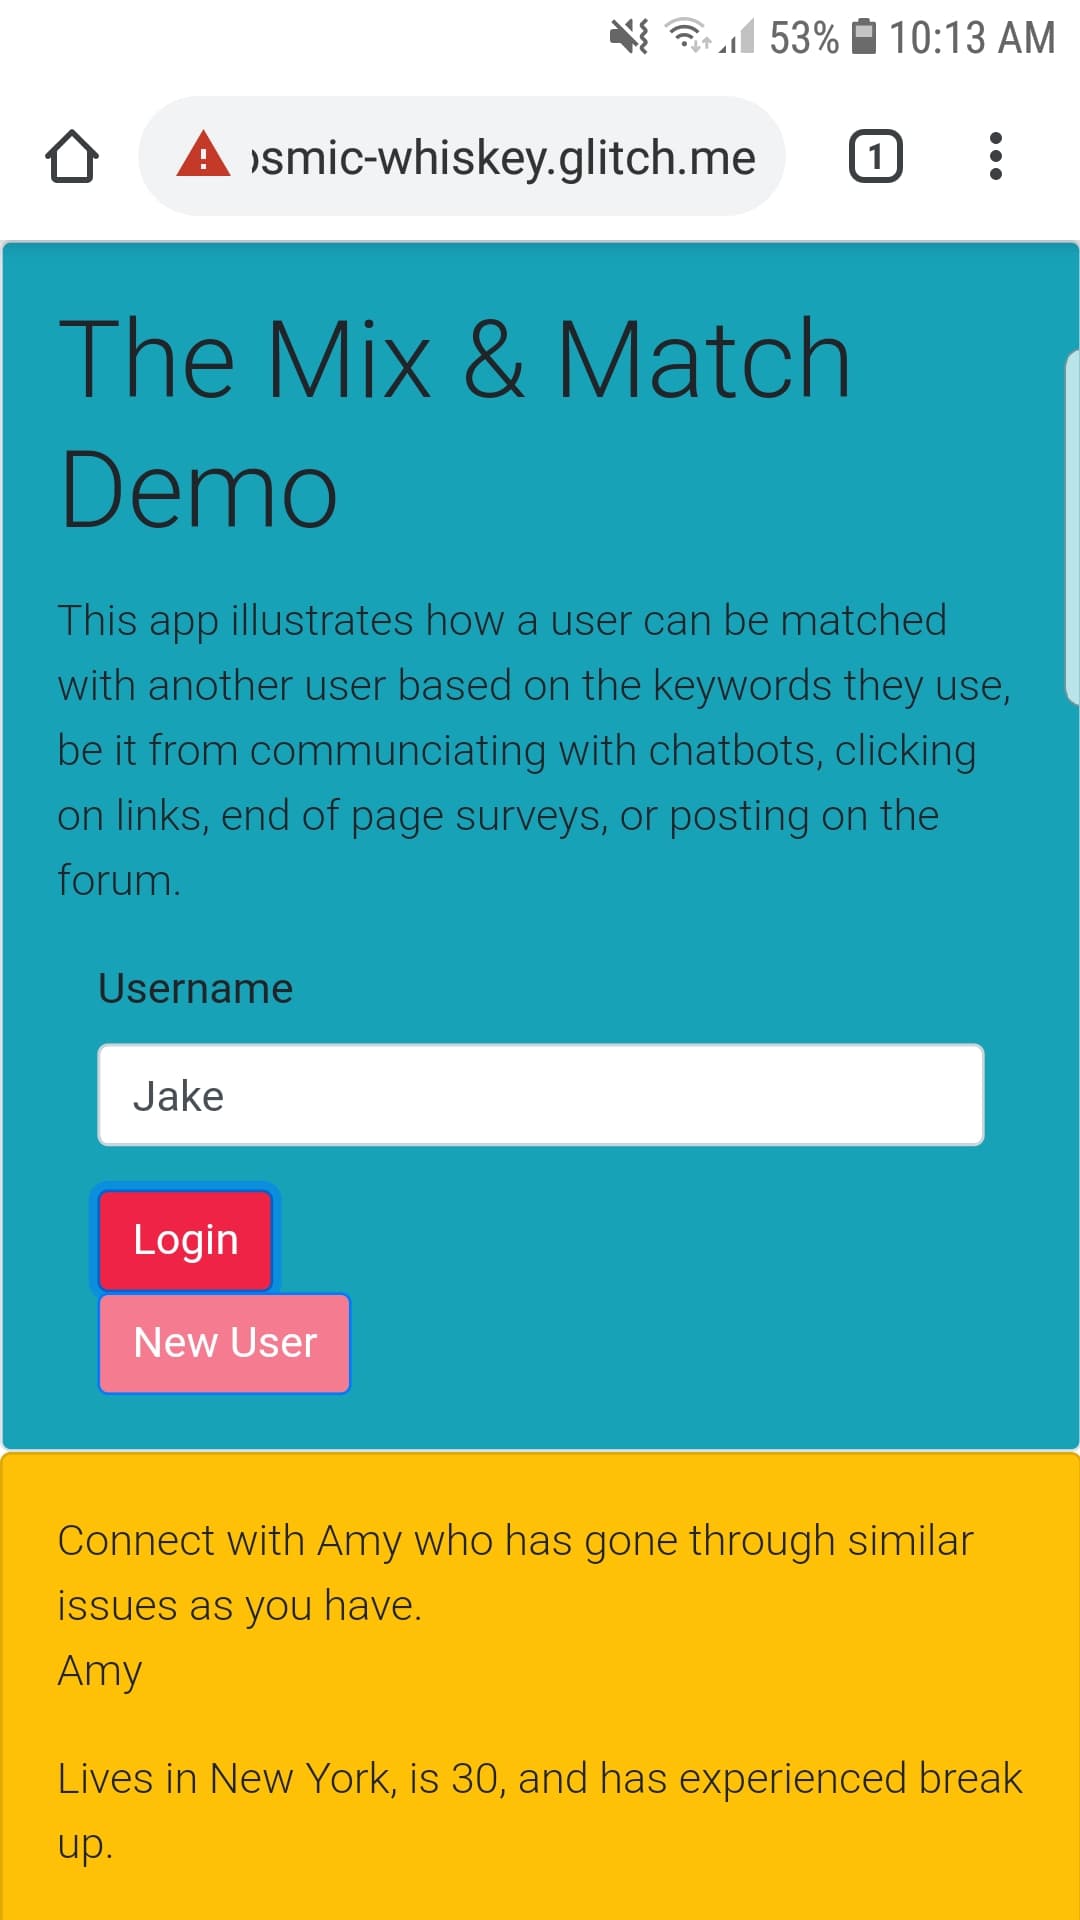 53% 10:13 AM
osmic-whiskey.glitch.me
1
The Mix & Match
Demo
This app illustrates how a user can be matched
with another user based on the keywords they use,
be it from communciating with chatbots, clicking
on links, end of page surveys, or posting on the
forum.
Username
Jake
Login
New User
Connect with Amy who has gone through similar
issues as you have.
Amy
Lives in New York, is 30, and has experienced break
up.